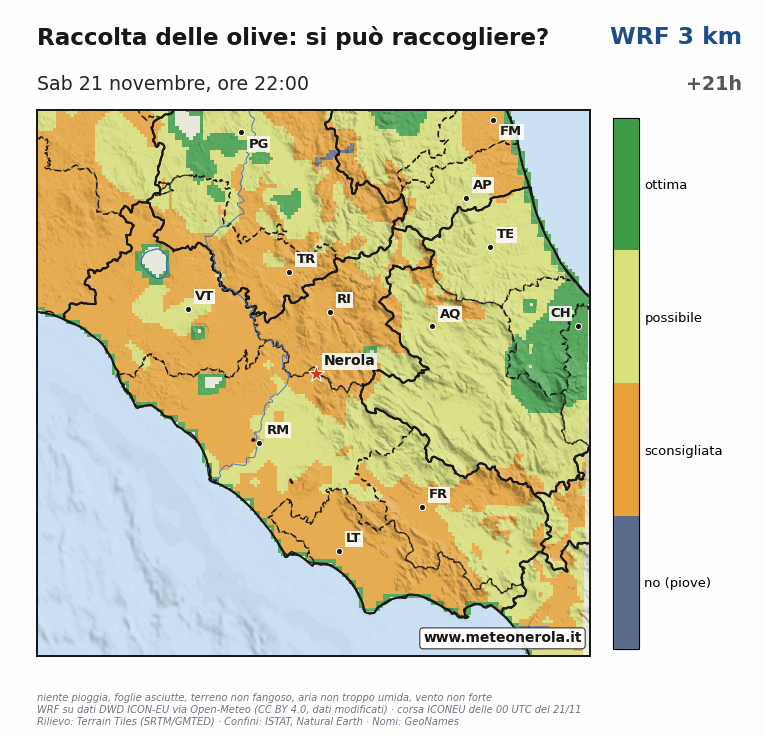 Raccolta delle olive: si può raccogliere?
WRF 3 km
Sab 21 novembre, ore 22:00
+21h
FM
PG
AP
TE
TR
VT
RI
AQ
CH
Nerola
RM
FR
LT
www.meteonerola.it
ottima
possibile
sconsigliata
no (piove)
niente pioggia, foglie asciutte, terreno non fangoso, aria non troppo umida, vento non forte
WRF su dati DWD ICON-EU via Open-Meteo (CC BY 4.0, dati modificati) · corsa ICONEU delle 00 UTC del 21/11
Rilievo: Terrain Tiles (SRTM/GMTED) · Confini: ISTAT, Natural Earth · Nomi: GeoNames